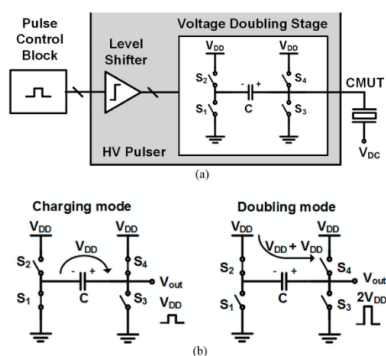 Pulse
Control
Block
Level
Shifter
Voltage Doubling Stage
VDD VDD
S2 S4
- +
C
S1 S3
HV Pulser
CMUT
VDC
(a)
Charging mode
VDD VDD
VDD
S2 S4
- +
C
Vout
S1 S3
VDD
Doubling mode
VDD VDD
VDD + VDD
S2 S4
- +
C
Vout
S1 S3
2VDD
(b)